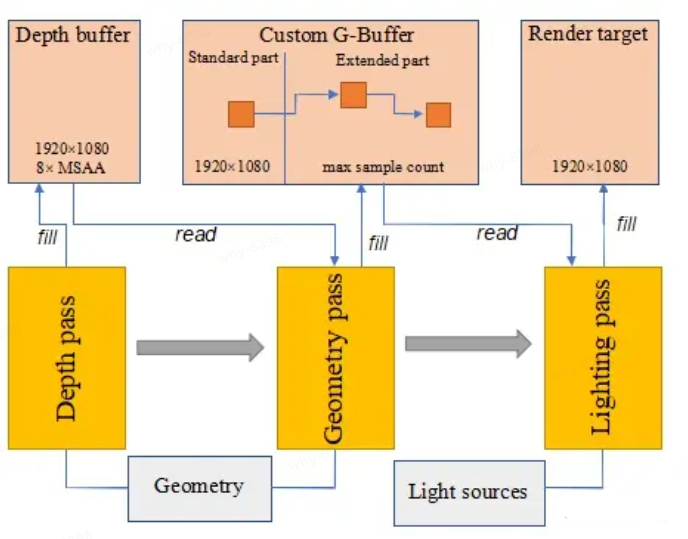 Depth buffer
1920×1080
8× MSAA
Custom G-Buffer
Standard part
Extended part
1920×1080
max sample count
Render target
1920×1080
fill
read
fill
read
fill
Depth pass
Geometry pass
Lighting pass
Geometry
Light sources